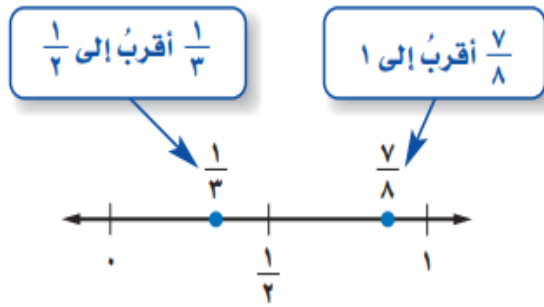 ٧/٨ أقربُ إلى ١
١/٣ أقربُ إلى ١/٢
١/٣ ٧/٨
٠ ١/٢ ١